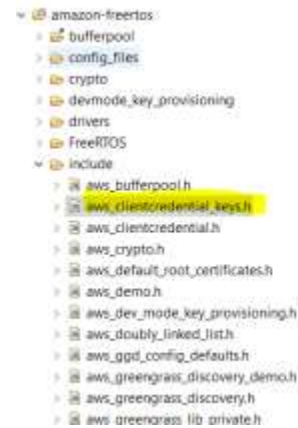 amazon-freertos
bufferpool
config_files
crypto
devmode_key_provisioning
drivers
FreeRTOS
include
aws_bufferpool.h
aws_clientcredential_keys.h
aws_clientcredential.h
aws_crypto.h
aws_default_root_certificates.h
aws_demo.h
aws_dev_mode_key_provisioning.h
aws_doubly_linked_list.h
aws_ggd_config_defaults.h
aws_greengrass_discovery_demo.h
aws_greengrass_discovery.h
aws_greengrass_lib_private.h